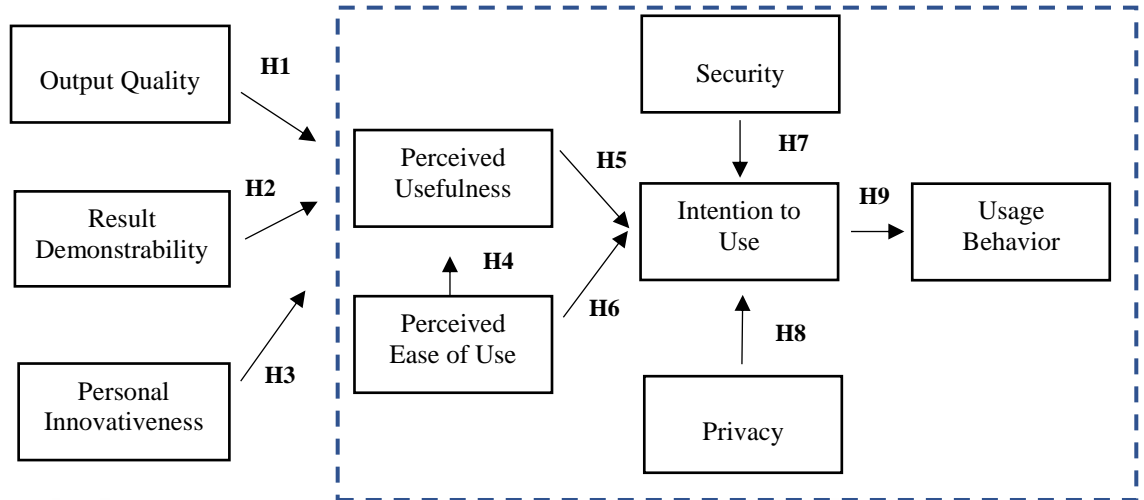 Output Quality
H1
Security
H7
Perceived
Usefulness
H5
Result
Demonstrability
H2
Intention to
Use
H9
Usage
Behavior
H4
Perceived
Ease of Use
H6
H8
Personal
Innovativeness
H3
Privacy